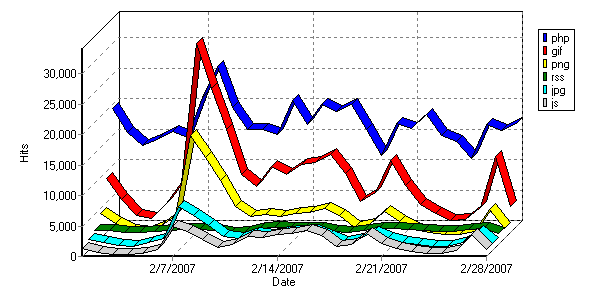 30,000
25,000
20,000
15,000
10,000
5,000
0
Hits
2/7/2007
2/14/2007
2/21/2007
2/28/2007
Date
php
gif
png
rss
jpg
js